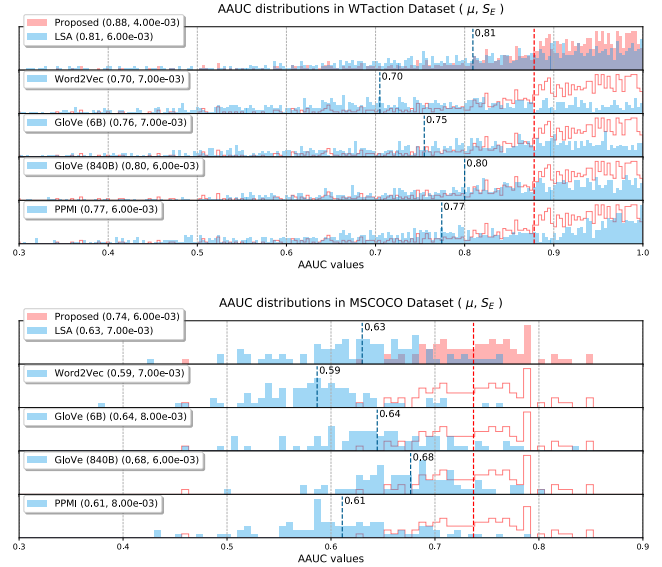 AAUC distributions in WTaction Dataset ( μ, S_E )
Proposed (0.88, 4.00e-03)
LSA (0.81, 6.00e-03)
0.81
Word2Vec (0.70, 7.00e-03)
0.70
GloVe (6B) (0.76, 7.00e-03)
0.75
GloVe (840B) (0.80, 6.00e-03)
0.80
PPMI (0.77, 6.00e-03)
0.77
0.3 0.4 0.5 0.6 0.7 0.8 0.9 1.0
AAUC values
AAUC distributions in MSCOCO Dataset ( μ, S_E )
Proposed (0.74, 6.00e-03)
LSA (0.63, 7.00e-03)
0.63
Word2Vec (0.59, 7.00e-03)
0.59
GloVe (6B) (0.64, 8.00e-03)
0.64
GloVe (840B) (0.68, 6.00e-03)
0.68
PPMI (0.61, 8.00e-03)
0.61
0.3 0.4 0.5 0.6 0.7 0.8 0.9
AAUC values